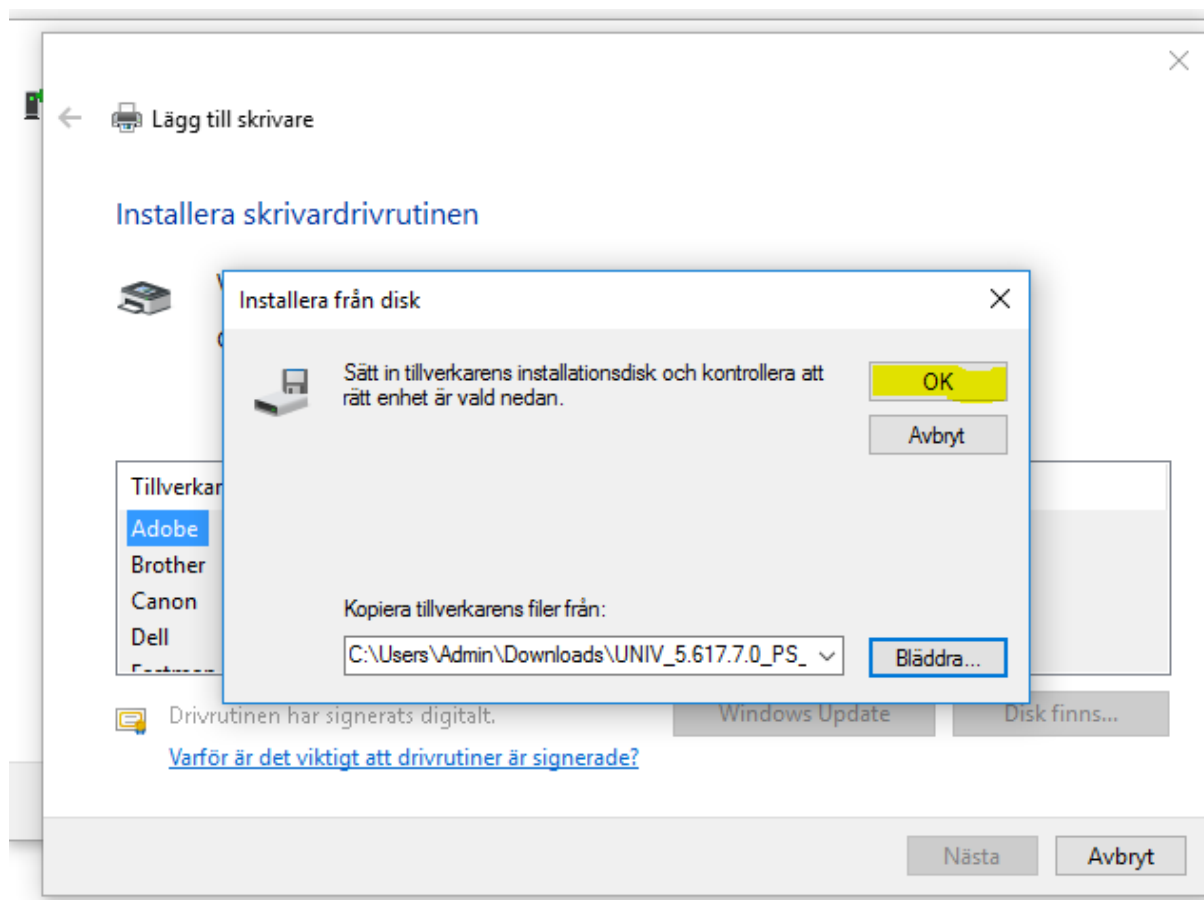 Lägg till skrivare
Installera skrivardrivrutinen
Installera från disk
Sätt in tillverkarens installationsdisk och kontrollera att
rätt enhet är vald nedan.
OK
Avbryt
Tillverkar
Adobe
Brother
Canon
Dell
Kopiera tillverkarens filer från:
C:\Users\Admin\Downloads\UNIV_5.617.7.0_PS_
Bläddra...
Drivrutinen har signerats digitalt.
Windows Update
Disk finns...
Varför är det viktigt att drivrutiner är signerade?
Nästa
Avbryt